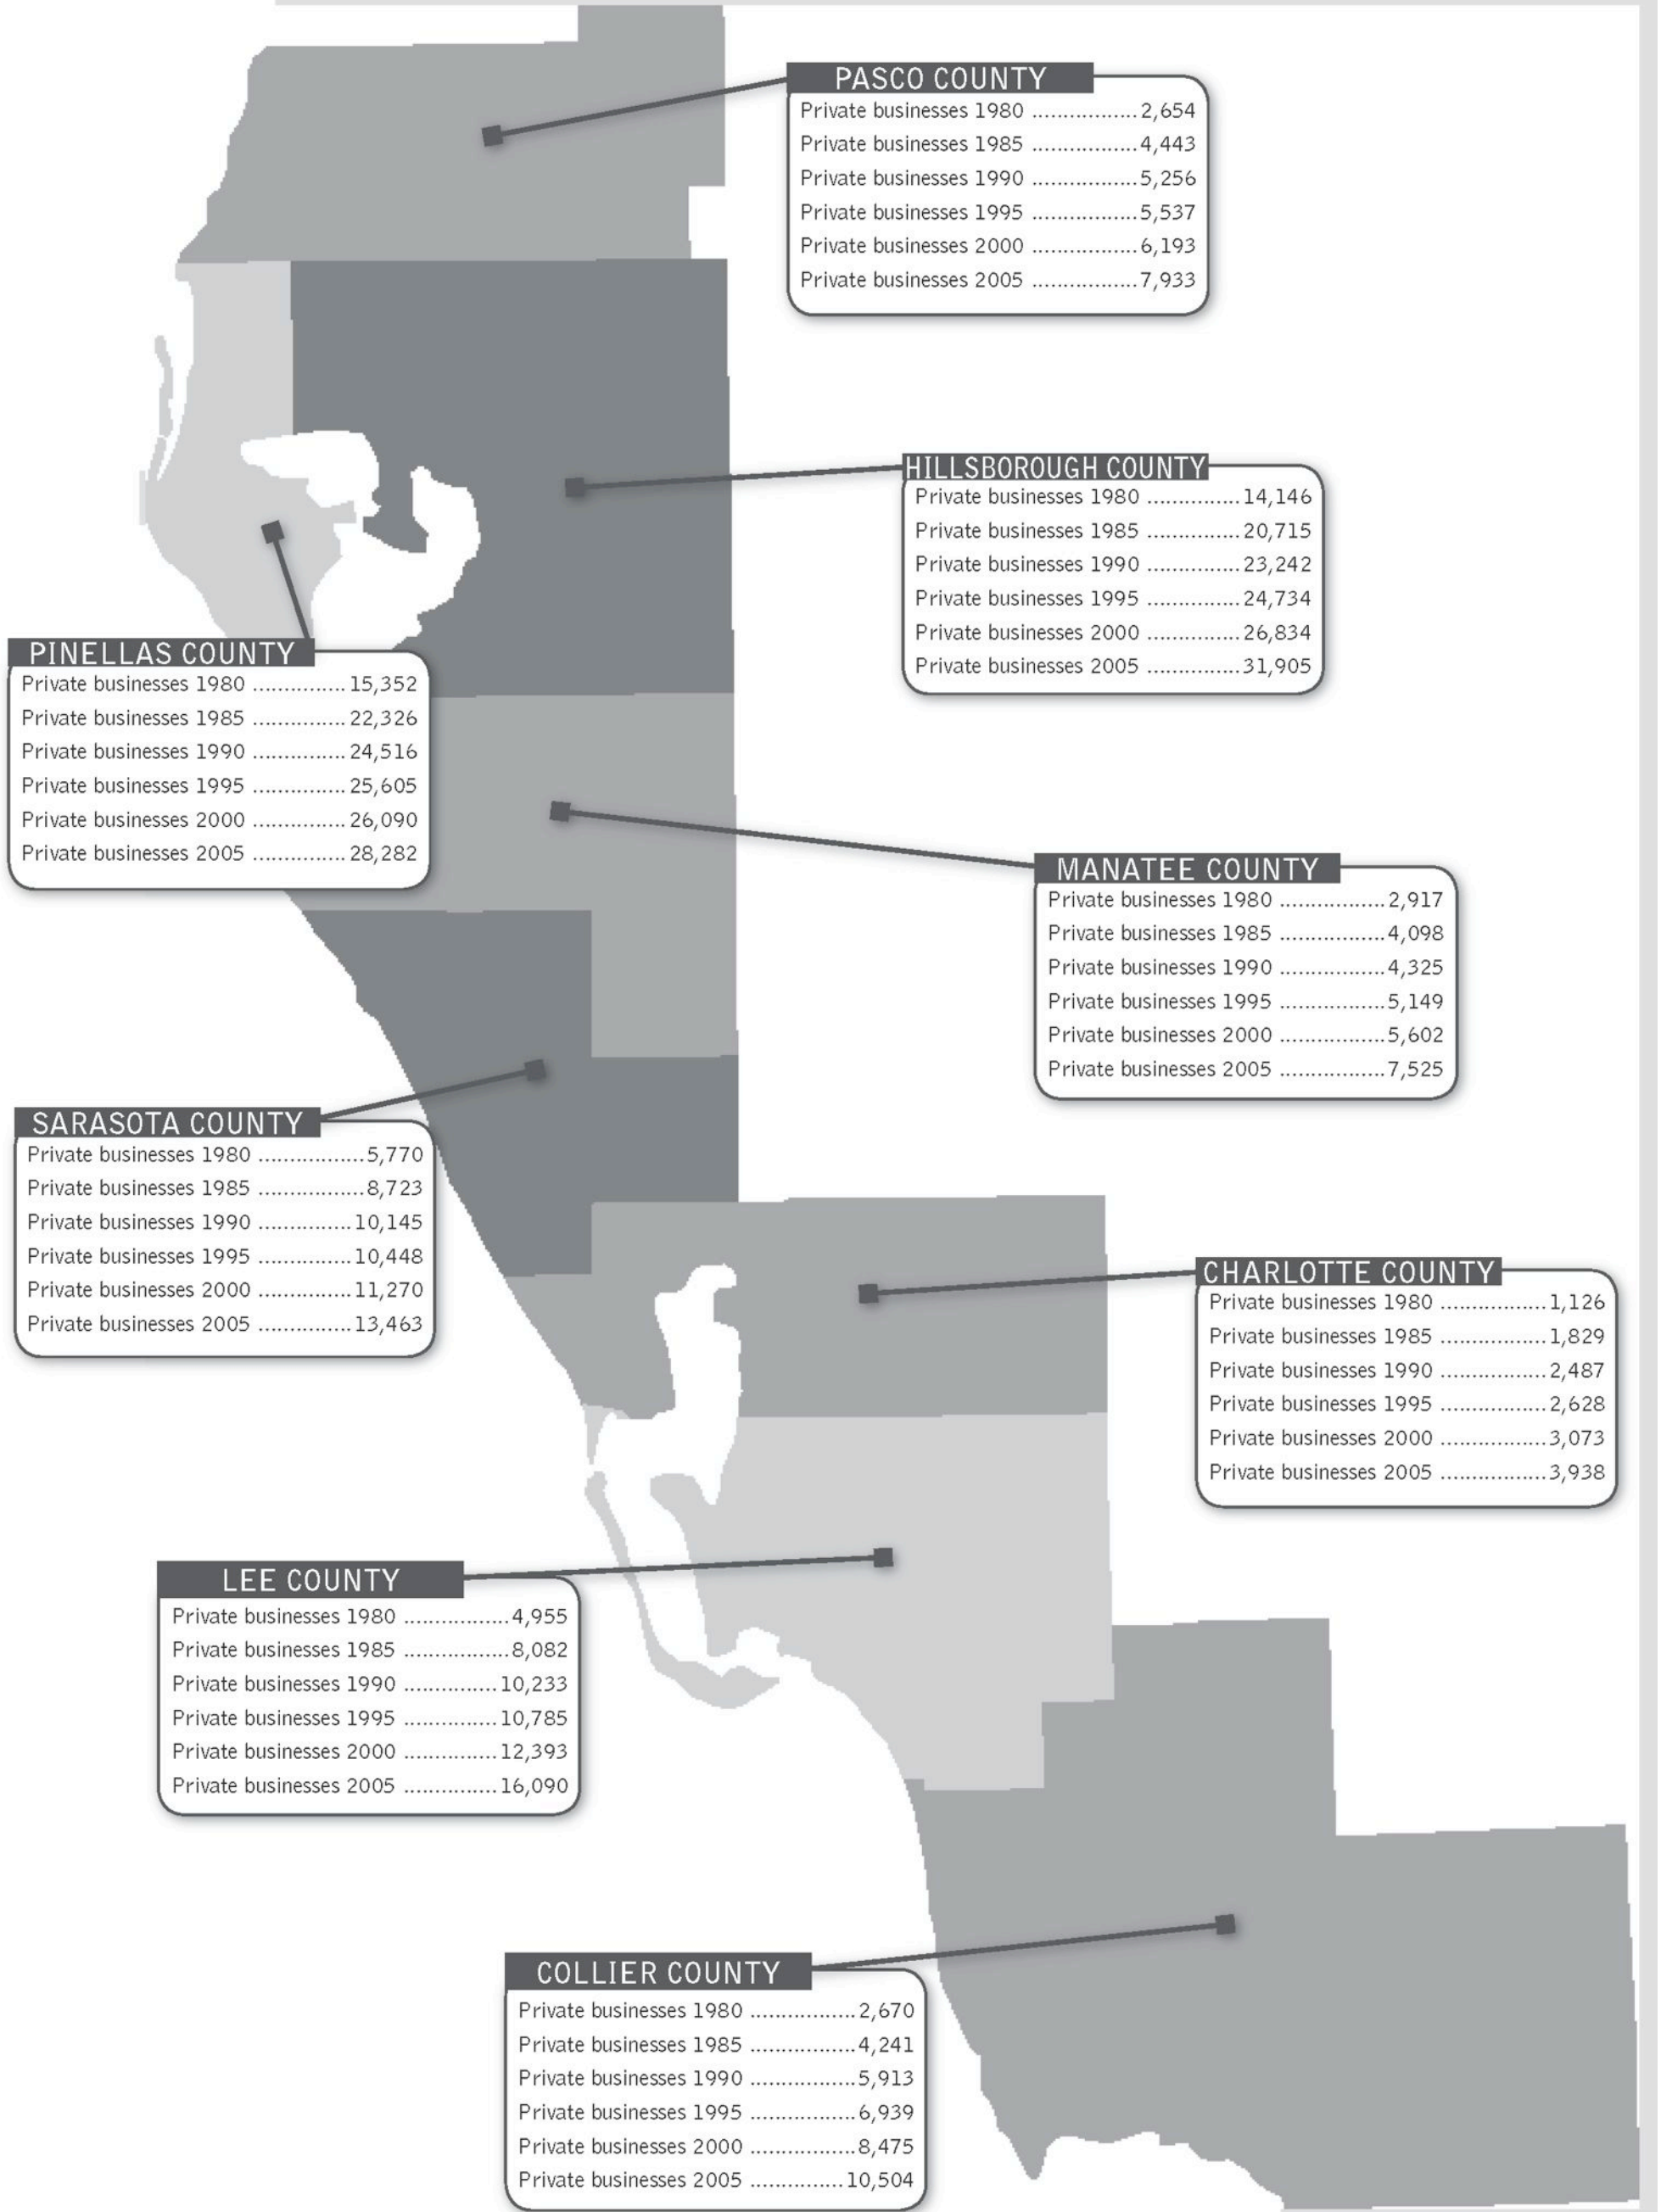 PASCO COUNTY
Private businesses 1980 .................2,654
Private businesses 1985 .................4,443
Private businesses 1990 .................5,256
Private businesses 1995 .................5,537
Private businesses 2000 .................6,193
Private businesses 2005 .................7,933
HILLSBOROUGH COUNTY
Private businesses 1980 ...............14,146
Private businesses 1985 ...............20,715
Private businesses 1990 ...............23,242
Private businesses 1995 ...............24,734
Private businesses 2000 ...............26,834
Private businesses 2005 ...............31,905
PINELLAS COUNTY
Private businesses 1980 ...............15,352
Private businesses 1985 ...............22,326
Private businesses 1990 ...............24,516
Private businesses 1995 ...............25,605
Private businesses 2000 ...............26,090
Private businesses 2005 ...............28,282
MANATEE COUNTY
Private businesses 1980 .................2,917
Private businesses 1985 .................4,098
Private businesses 1990 .................4,325
Private businesses 1995 .................5,149
Private businesses 2000 .................5,602
Private businesses 2005 .................7,525
SARASOTA COUNTY
Private businesses 1980 .................5,770
Private businesses 1985 .................8,723
Private businesses 1990 ...............10,145
Private businesses 1995 ...............10,448
Private businesses 2000 ...............11,270
Private businesses 2005 ...............13,463
CHARLOTTE COUNTY
Private businesses 1980 .................1,126
Private businesses 1985 .................1,829
Private businesses 1990 .................2,487
Private businesses 1995 .................2,628
Private businesses 2000 .................3,073
Private businesses 2005 .................3,938
LEE COUNTY
Private businesses 1980 .................4,955
Private businesses 1985 .................8,082
Private businesses 1990 ...............10,233
Private businesses 1995 ...............10,785
Private businesses 2000 ...............12,393
Private businesses 2005 ...............16,090
COLLIER COUNTY
Private businesses 1980 .................2,670
Private businesses 1985 .................4,241
Private businesses 1990 .................5,913
Private businesses 1995 .................6,939
Private businesses 2000 .................8,475
Private businesses 2005 ...............10,504